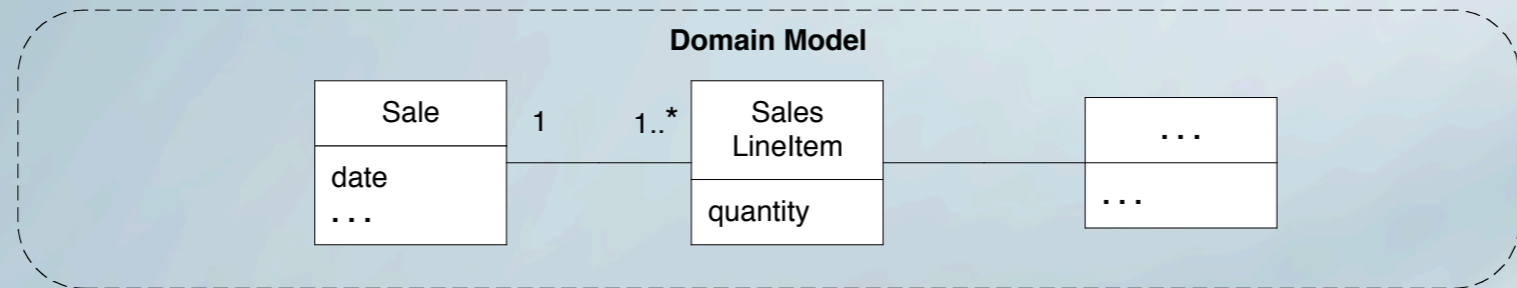 Domain Model
Sale
1
1..*
Sales
LineItem
. . .
date
. . .
quantity
. . .